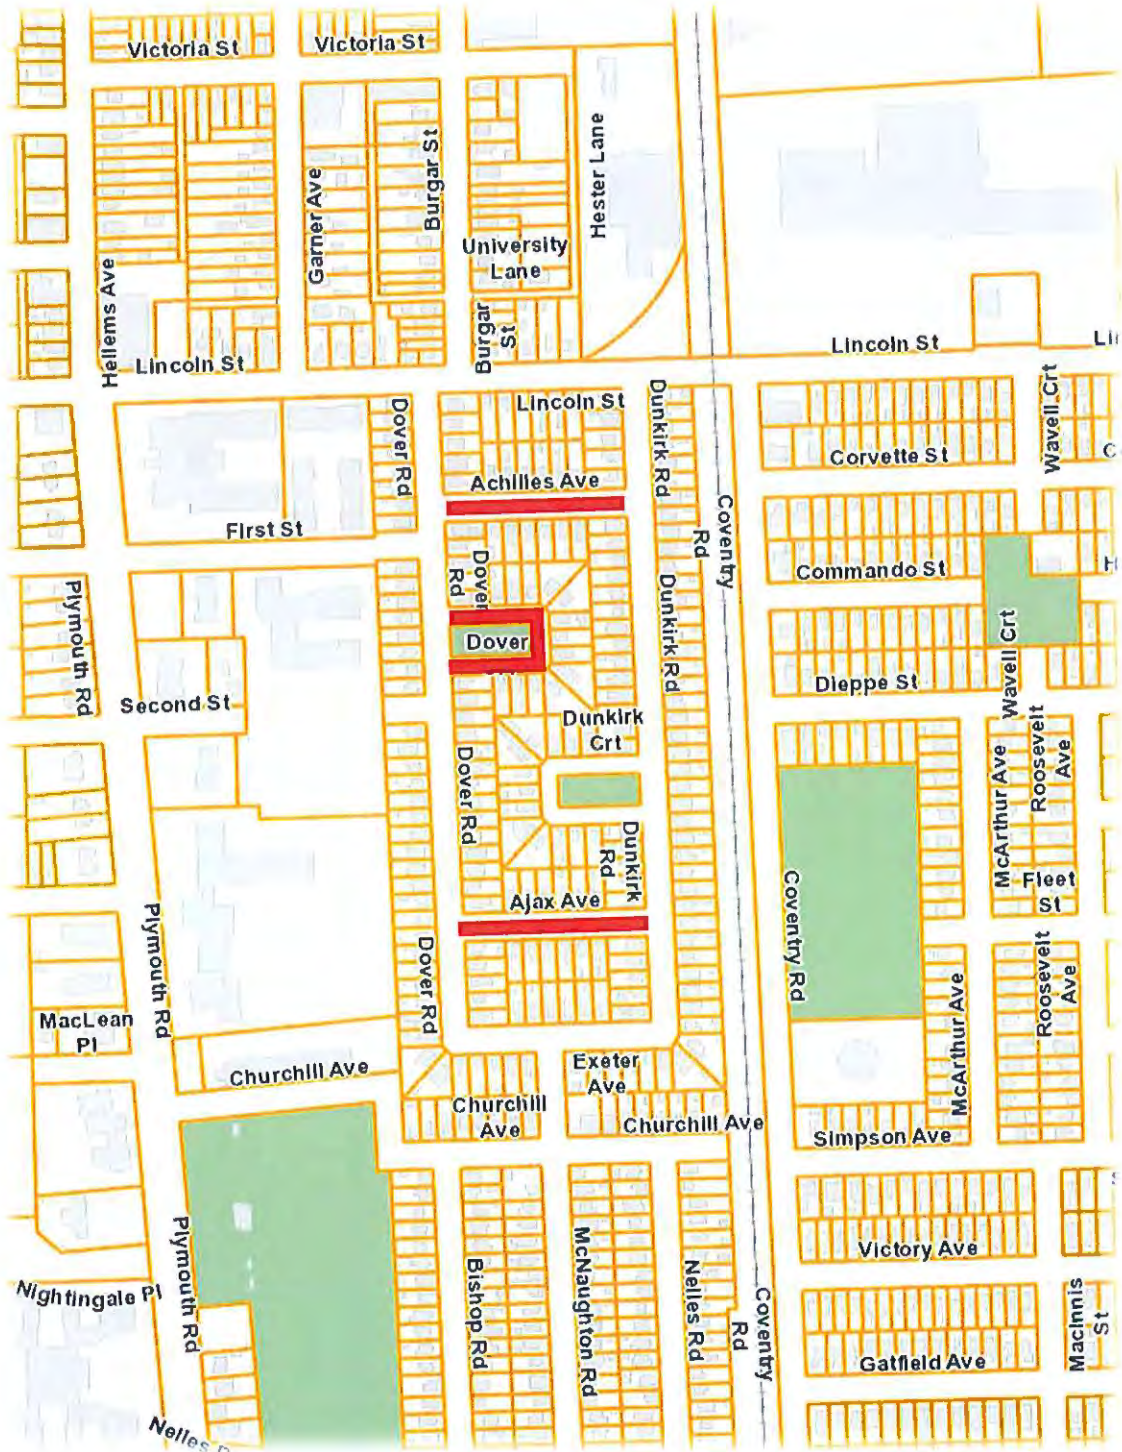 Victoria St
Victoria St
Burgar St
Hester Lane
Garner Ave
University
Lane
Hellems Ave
Burgar
St
Lincoln St
Lincoln St
Lincoln St
Dover Rd
Dunkirk Rd
Wavell Crt
Corvette St
Achilles Ave
First St
Coventry
Rd
Commando St
Dover
Rd
Dunkirk Rd
Plymouth Rd
Dover
Second St
Dieppe St
Wavell Crt
Dunkirk
Crt
Dover Rd
McArthur Ave
Roosevelt
Ave
Dunkirk
Rd
Fleet
St
Ajax Ave
Coventry Rd
Plymouth Rd
Dover Rd
McArthur Ave
Roosevelt
Ave
MacLean
Pl
Churchill Ave
Exeter
Ave
Churchill
Ave
Churchill Ave
Simpson Ave
Plymouth Rd
Victory Ave
Nightingale Pl
Bishop Rd
McNaughton Rd
Nelles Rd
Coventry
Rd
MacInnis
St
Gatfield Ave
Nelles